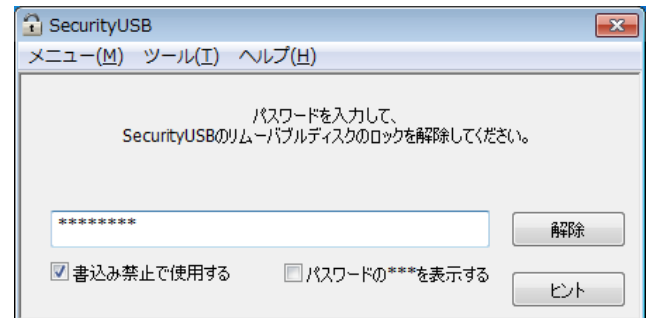 SecurityUSB
メニュー(M) ツール(T) ヘルプ(H)
パスワードを入力して、
SecurityUSBのリムーバブルディスクのロックを解除してください。
********
解除
書込み禁止で使用する
パスワードの***を表示する
ヒント